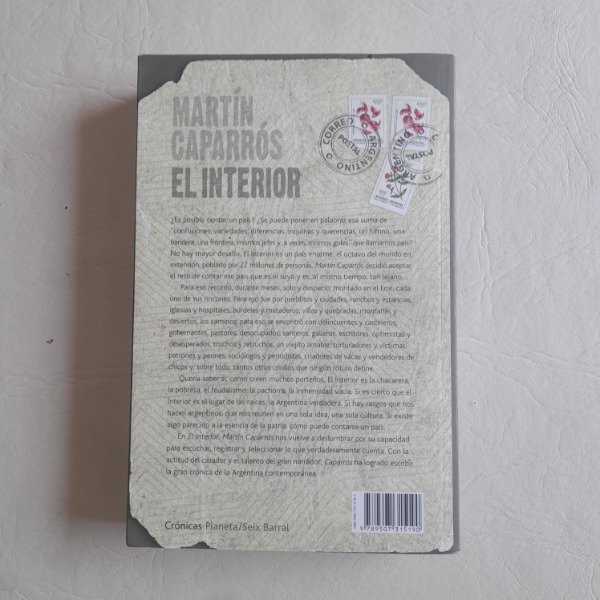 MARTÍN
CAPARRÓS
EL INTERIOR
CORREO ARGENTINO
POSTAL
¿Es posible contar un país? ¿Se puede poner en palabras esa suma de
"confusiones, variedades, diferencias, inquinas y querencias, un himno, una
bandera, una frontera, mismos jefes y, a veces, mismos goles" que llamamos país?
No hay mayor desafío. El Interior es un país enorme, el octavo del mundo en
extensión, poblado por 22 millones de personas. Martín Caparrós decidió aceptar
el reto de contar ese país que es el suyo y es, al mismo tiempo, tan lejano.
Para eso recorrió, durante meses, solo y despacio, montado en el Erre, cada
uno de sus rincones. Para eso fue por pueblitos y ciudades, ranchos y estancias,
iglesias y hospitales, burdeles y mataderos, villas y quebradas, montañas y
desiertos, los caminos; para eso se encontró con delincuentes y carceleros,
gobernantes, pastores, desocupados, santeros, galeros, escritores, optimistas y
desesperados, truchos y retruchos, un viejito amable, torturadores y víctimas,
patrones y peones, sociólogos y periodistas, criadores de vacas y vendedores de
chicos y, sobre todo, tantos otros criollos que ningún rótulo define.
Quería saber si, como creen muchos porteños, El Interior es la chacarera,
la pobreza, el feudalismo, la pachorra, la inmensidad vacía. Si es cierto que el
Interior es el lugar de las raíces, la Argentina verdadera. Si hay rasgos que nos
hacen argentinos, que nos reúnen en una sola idea, una sola cultura. Si existe
algo parecido a la esencia de la patria: cómo puede contarse un país.
En El Interior, Martín Caparrós nos vuelve a deslumbrar por su capacidad
para escuchar, registrar y seleccionar lo que verdaderamente cuenta. Con la
actitud del cazador y el talento del gran narrador, Caparrós ha logrado escribir
la gran crónica de la Argentina contemporánea.
Crónicas Planeta/Seix Barral
9 789507 315190